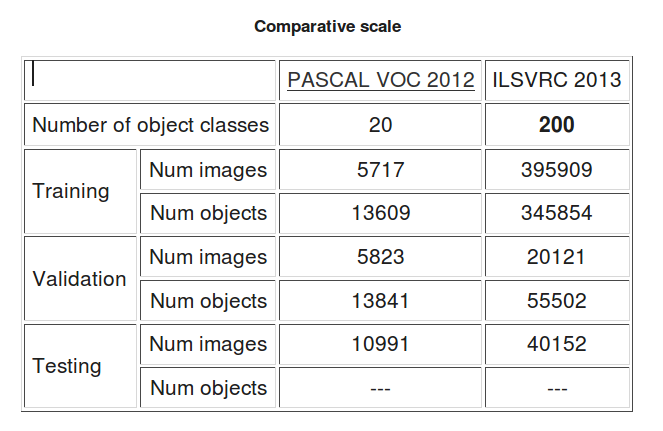 Comparative scale
PASCAL VOC 2012 ILSVRC 2013
Number of object classes 20 200
Training Num images 5717 395909
Num objects 13609 345854
Validation Num images 5823 20121
Num objects 13841 55502
Testing Num images 10991 40152
Num objects --- ---